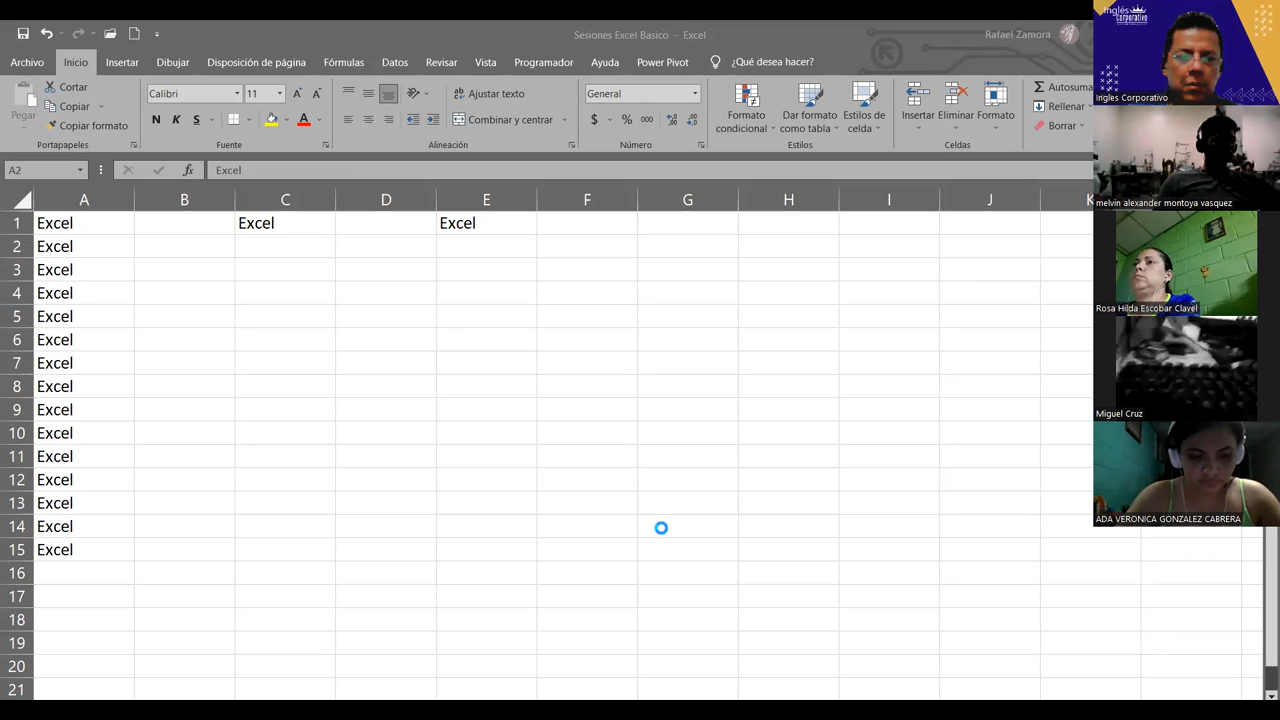 Sesiones Excel Basico - Excel
Rafael Zamora
Archivo Inicio Insertar Dibujar Disposición de página Fórmulas Datos Revisar Vista Programador Ayuda Power Pivot ¿Qué desea hacer?
Pegar
Cortar
Copiar
Copiar formato
Portapapeles
Calibri 11
N K S
Fuente
Ajustar texto
Combinar y centrar
Alineación
General
$ % 000
Número
Formato condicional
Dar formato como tabla
Estilos de celda
Estilos
Insertar Eliminar Formato
Celdas
Autosuma
Rellenar
Borrar
A2 fx Excel
A B C D E F G H I J K
1 Excel Excel Excel
2 Excel
3 Excel
4 Excel
5 Excel
6 Excel
7 Excel
8 Excel
9 Excel
10 Excel
11 Excel
12 Excel
13 Excel
14 Excel
15 Excel
16
17
18
19
20
21
Inglés Corporativo
Ingles Corporativo
melvin alexander montoya vasquez
Rosa Hilda Escobar Clavel
Miguel Cruz
ADA VERONICA GONZALEZ CABRERA